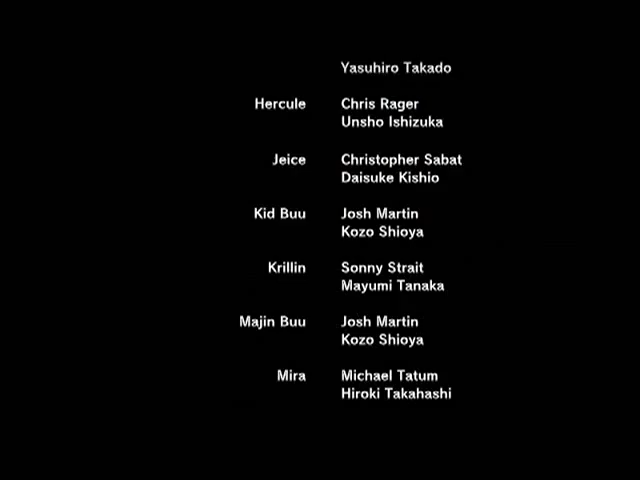 Yasuhiro Takado
Hercule Chris Rager
Unsho Ishizuka
Jeice Christopher Sabat
Daisuke Kishio
Kid Buu Josh Martin
Kozo Shioya
Krillin Sonny Strait
Mayumi Tanaka
Majin Buu Josh Martin
Kozo Shioya
Mira Michael Tatum
Hiroki Takahashi